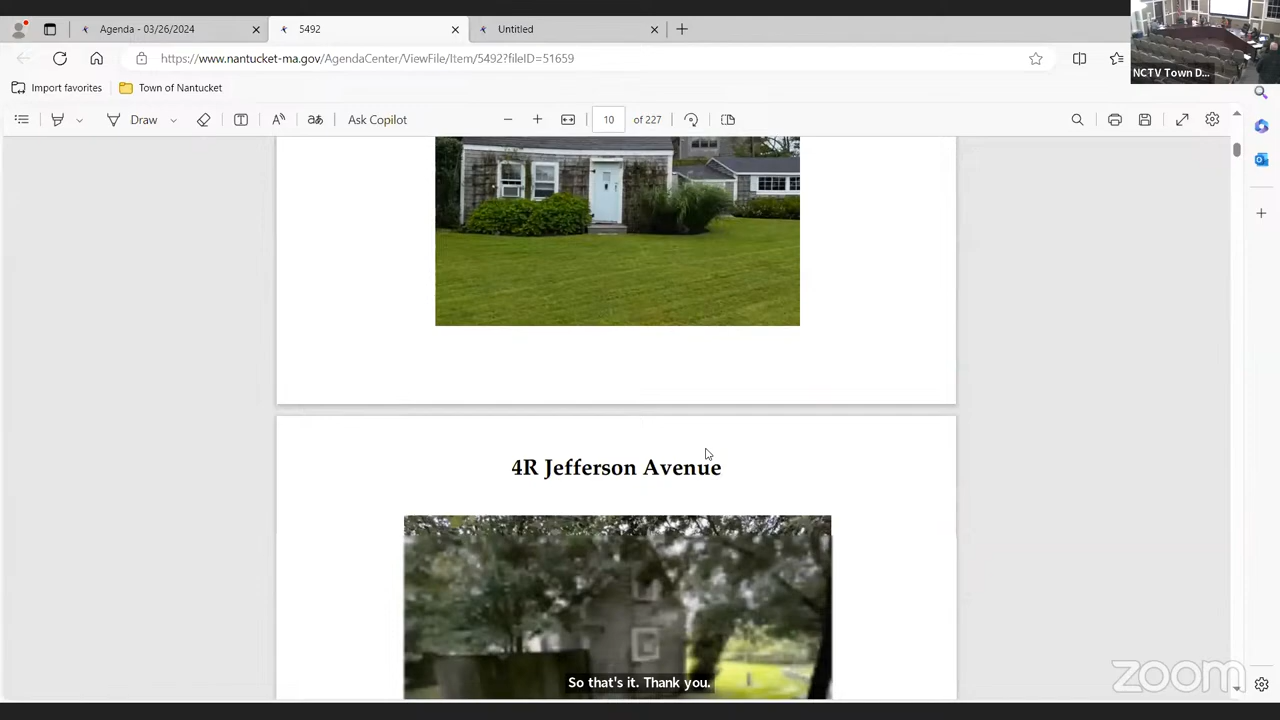 Agenda - 03/26/2024
5492
Untitled
https://www.nantucket-ma.gov/AgendaCenter/ViewFile/Item/5492?fileID=51659
Import favorites
Town of Nantucket
NCTV Town D...
Draw
Ask Copilot
10
of 227
4R Jefferson Avenue
So that's it. Thank you.
zoom